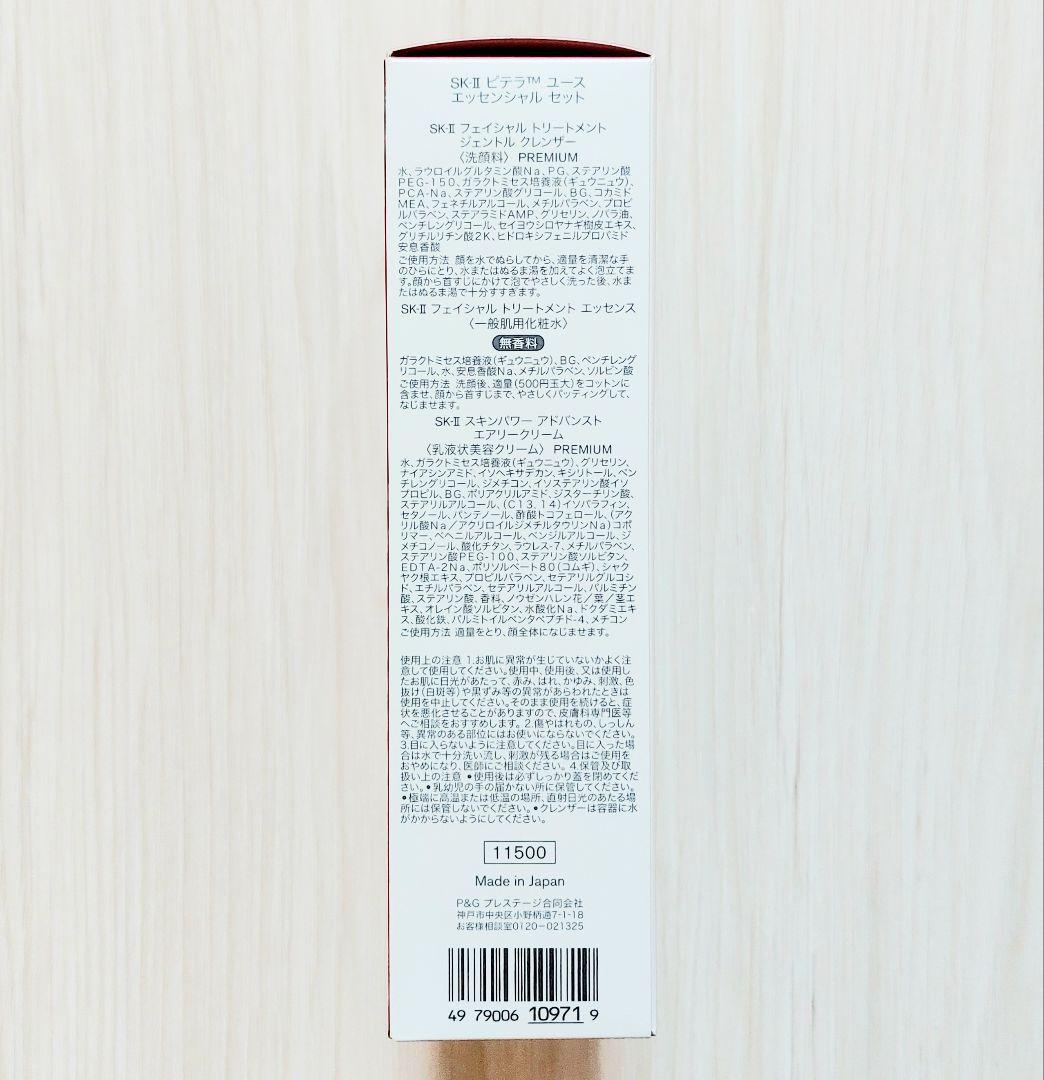 SK-II ピテラ™ ユース
エッセンシャル セット
SK-II フェイシャル トリートメント
ジェントル クレンザー
〈洗顔料〉 PREMIUM
水、ラウロイルグルタミン酸Na、PG、ステアリン酸
PEG-150、ガラクトミセス培養液(ギュウニュウ)、
PCA-Na、ステアリン酸グリコール、BG、コカミド
MEA、フェネチルアルコール、メチルパラベン、プロピ
ルパラベン、ステアラミドAMP、グリセリン、ノバラ油、
ペンチレングリコール、セイヨウシロヤナギ樹皮エキス、
グリチルリチン酸2K、ヒドロキシフェニルプロパミド
安息香酸
ご使用方法 顔を水でぬらしてから、適量を清潔な手
のひらにとり、水またはぬるま湯を加えてよく泡立てま
す。顔から首すじにかけて泡でやさしく洗った後、水ま
たはぬるま湯で十分すすぎます。
SK-II フェイシャル トリートメント エッセンス
〈一般肌用化粧水〉
無香料
ガラクトミセス培養液(ギュウニュウ)、BG、ペンチレング
リコール、水、安息香酸Na、メチルパラベン、ソルビン酸
ご使用方法 洗顔後、適量(500円玉大)をコットンに
含ませ、顔から首すじまで、やさしくパッティングして、
なじませます。
SK-II スキンパワー アドバンスト
エアリークリーム
〈乳液状美容クリーム〉 PREMIUM
水、ガラクトミセス培養液(ギュウニュウ)、グリセリン、
ナイアシンアミド、イソヘキサデカン、キシリトール、ペン
チレングリコール、ジメチコン、イソステアリン酸イソ
プロピル、BG、ポリアクリルアミド、ジスターチリン酸、
ステアリルアルコール、(C13,14)イソパラフィン、
セタノール、パンテノール、酢酸トコフェロール、(アク
リル酸Na/アクリロイルジメチルタウリンNa)コポ
リマー、ベヘニルアルコール、ベンジルアルコール、ジ
メチコノール、酸化チタン、ラウレス-7、メチルパラベン、
ステアリン酸PEG-100、ステアリン酸ソルビタン、
EDTA-2Na、ポリソルベート80(コムギ)、シャク
ヤク根エキス、プロピルパラベン、セテアリルグルコシ
ド、エチルパラベン、セテアリルアルコール、パルミチン
酸、ステアリン酸、香料、ノウゼンハレン花/葉/茎エ
キス、オレイン酸ソルビタン、水酸化Na、ドクダミエキ
ス、酸化鉄、パルミトイルペンタペプチド-4、メチコン
ご使用方法 適量をとり、顔全体になじませます。
使用上の注意 1.お肌に異常が生じていないかよく注
意して使用してください。使用中、使用後、又は使用し
たお肌に日光があたって、赤み、はれ、かゆみ、刺激、色
抜け(白斑等)や黒ずみ等の異常があらわれたときは
使用を中止してください。そのまま使用を続けると、症
状を悪化させることがありますので、皮膚科専門医等
へご相談をおすすめします。 2.傷やはれもの、しっしん
等、異常のある部位にはお使いにならないでください。
3.目に入らないように注意してください。目に入った場
合は水で十分洗い流し、刺激が残る場合はご使用を
おやめになり、医師にご相談ください。 4.保管及び取
扱い上の注意 •使用後は必ずしっかり蓋を閉めてくだ
さい。•乳幼児の手の届かない所に保管してください。
•極端に高温または低温の場所、直射日光のあたる場
所には保管しないでください。•クレンザーは容器に水
がかからないようにしてください。
11500
Made in Japan
P&G プレステージ合同会社
神戸市中央区小野柄通7-1-18
お客様相談室0120-021325
49 79006 10971 9